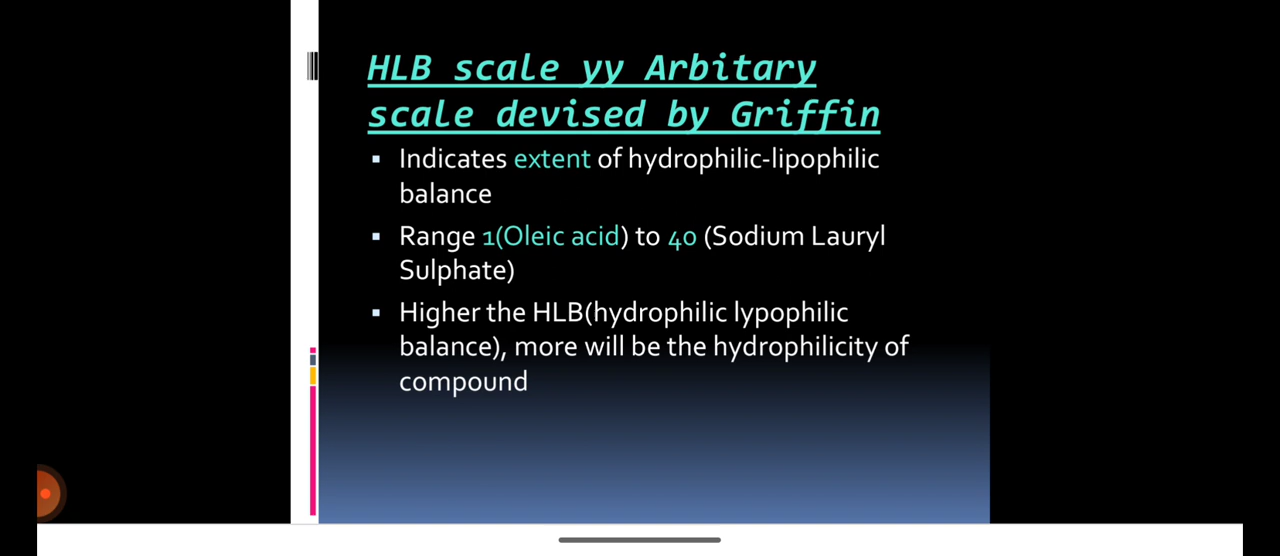 HLB scale yy Arbitary
scale devised by Griffin
▪ Indicates extent of hydrophilic-lipophilic
balance
▪ Range 1(Oleic acid) to 40 (Sodium Lauryl
Sulphate)
▪ Higher the HLB(hydrophilic lypophilic
balance), more will be the hydrophilicity of
compound